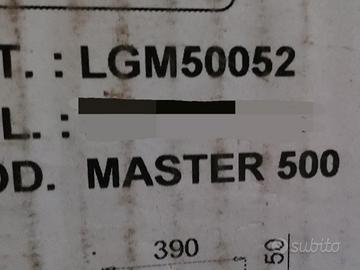 T. : LGM50052
L. :
OD. MASTER 500
390
50
subito